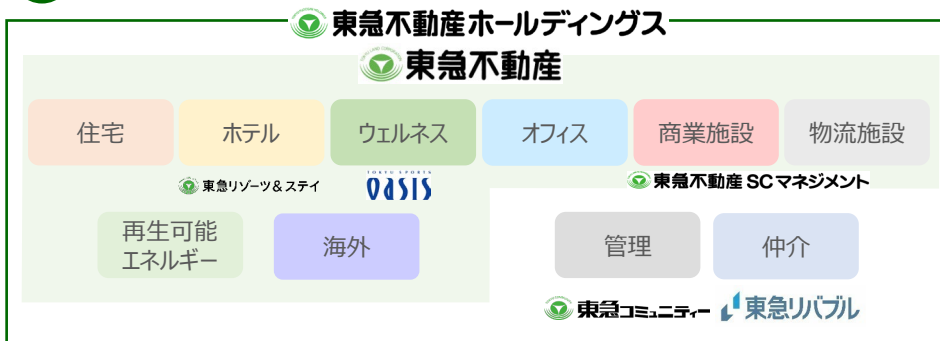 東急不動産ホールディングス
東急不動産
住宅
ホテル
ウェルネス
オフィス
商業施設
物流施設
東急リゾーツ&ステイ
TOKYU SPORTS
OASIS
東急不動産SCマネジメント
再生可能
エネルギー
海外
管理
仲介
東急コミュニティー
東急リバブル